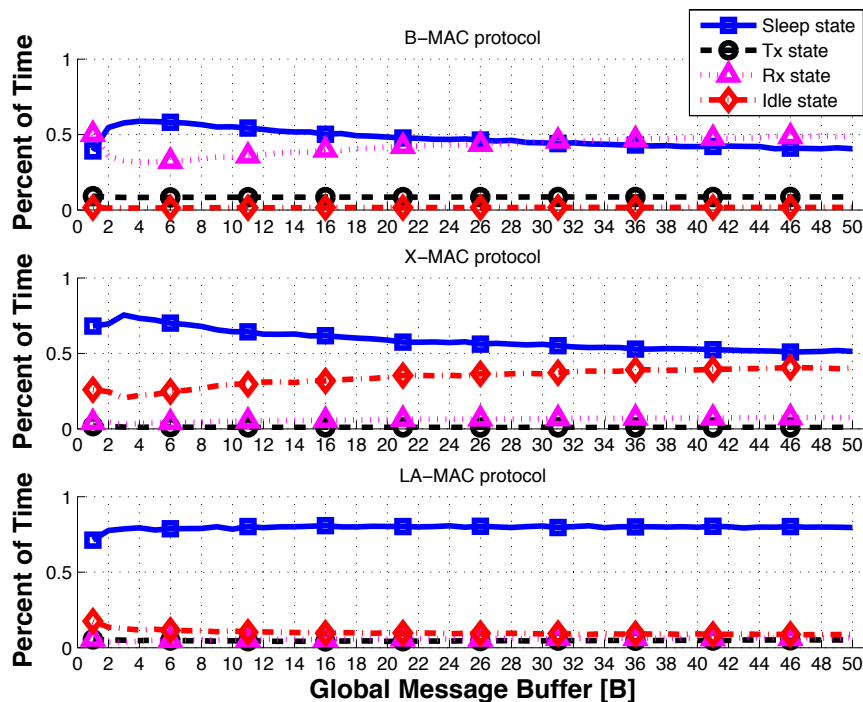 B−MAC protocol
Sleep state
Tx state
Rx state
Idle state
Percent of Time
1
0.5
0
0 2 4 6 8 10 12 14 16 18 20 22 24 26 28 30 32 34 36 38 40 42 44 46 48 50
X−MAC protocol
Percent of Time
1
0.5
0
0 2 4 6 8 10 12 14 16 18 20 22 24 26 28 30 32 34 36 38 40 42 44 46 48 50
LA−MAC protocol
Percent of Time
1
0.5
0
0 2 4 6 8 10 12 14 16 18 20 22 24 26 28 30 32 34 36 38 40 42 44 46 48 50
Global Message Buffer [B]